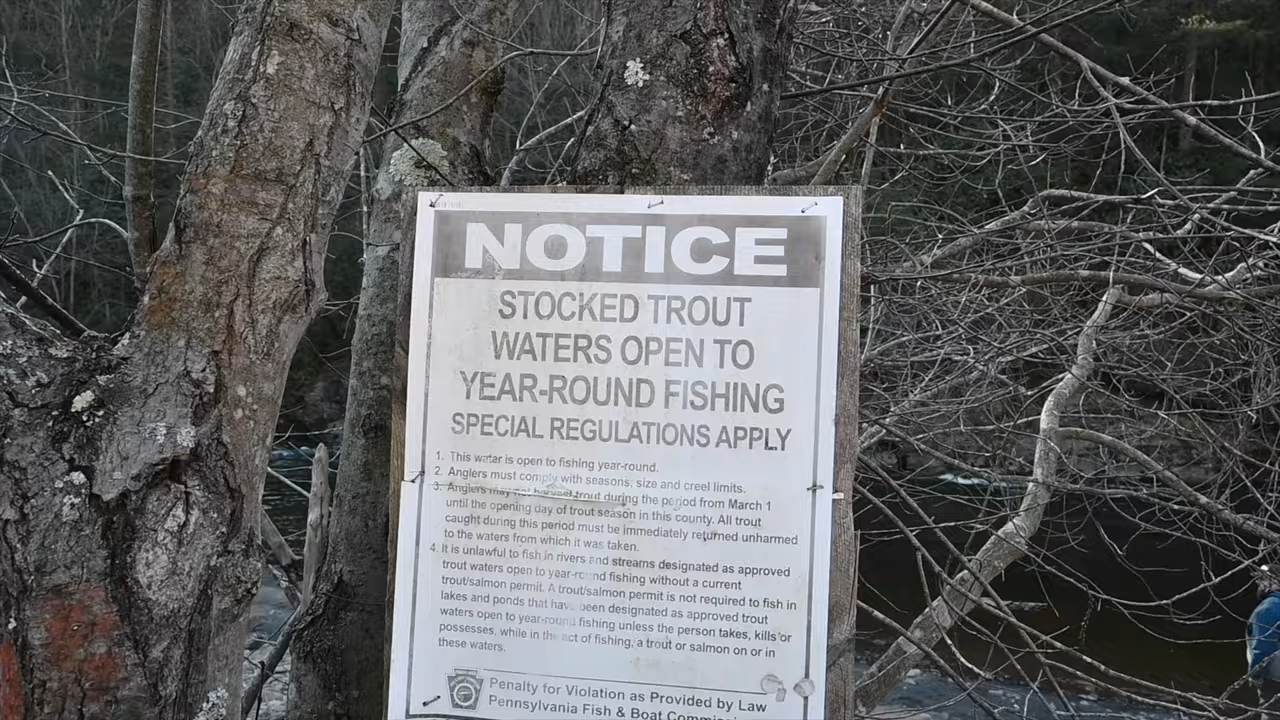 NOTICE
STOCKED TROUT
WATERS OPEN TO
YEAR-ROUND FISHING
SPECIAL REGULATIONS APPLY
1. This water is open to fishing year-round.
2. Anglers must comply with seasons, size and creel limits.
3. Anglers may not harvest trout during the period from March 1
until the opening day of trout season in this county. All trout
caught during this period must be immediately returned unharmed
to the waters from which it was taken.
4. It is unlawful to fish in rivers and streams designated as approved
trout waters open to year-round fishing without a current
trout/salmon permit. A trout/salmon permit is not required to fish in
lakes and ponds that have been designated as approved trout
waters open to year-round fishing unless the person takes, kills or
possesses, while in the act of fishing, a trout or salmon on or in
these waters.
Penalty for Violation as Provided by Law
Pennsylvania Fish & Boat